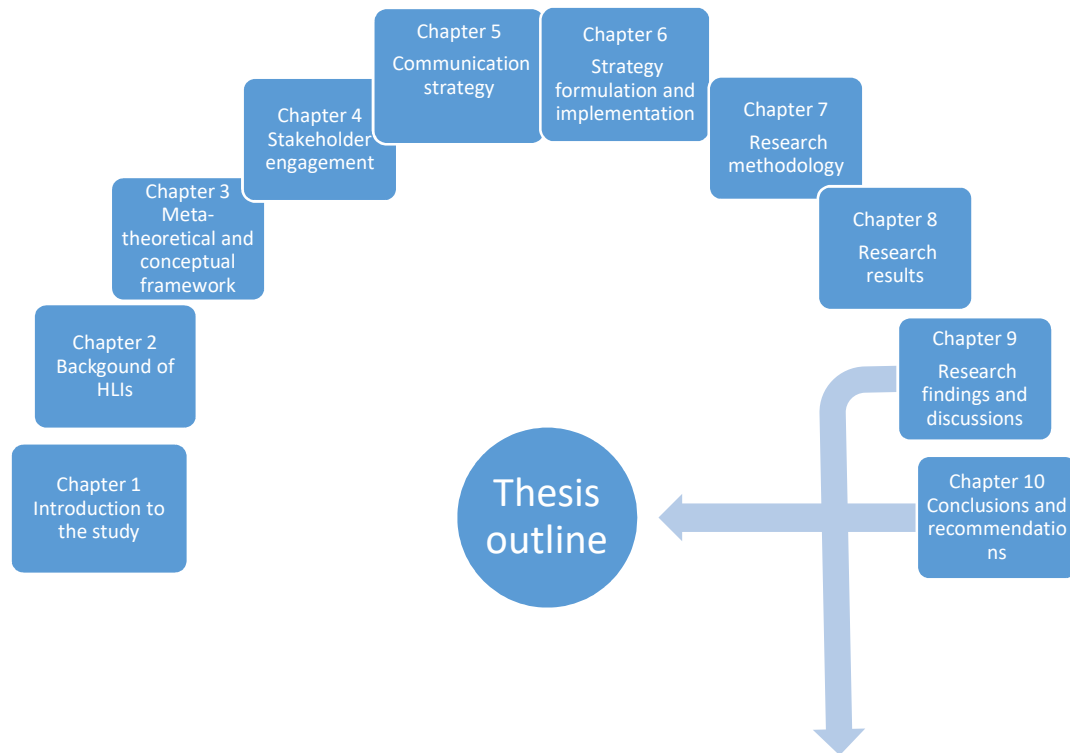 Chapter 1
Introduction to
the study
Chapter 2
Backgound of
HLIs
Chapter 3
Meta-
theoretical and
conceptual
framework
Chapter 4
Stakeholder
engagement
Chapter 5
Communication
strategy
Chapter 6
Strategy
formulation and
implementation
Chapter 7
Research
methodology
Chapter 8
Research
results
Chapter 9
Research
findings and
discussions
Chapter 10
Conclusions and
recommendatio
ns
Thesis
outline